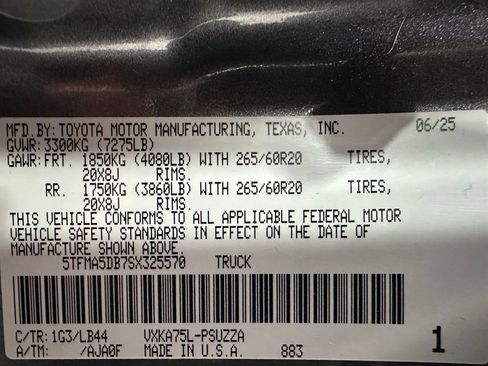 MFD.BY: TOYOTA MOTOR MANUFACTURING, TEXAS, INC. 06/25
GVWR: 3300KG (7275LB)
GAWR: FRT. 1850KG (4080LB) WITH 265/60R20 TIRES,
20X8J RIMS.
RR. 1750KG (3860LB) WITH 265/60R20 TIRES,
20X8J RIMS.
THIS VEHICLE CONFORMS TO ALL APPLICABLE FEDERAL MOTOR
VEHICLE SAFETY STANDARDS IN EFFECT ON THE DATE OF
MANUFACTURE SHOWN ABOVE.
5TFMA5DB7SX325570 TRUCK
C/TR: 1G3/LB44 VXKA75L-PSUZZA 1
A/TM: /AJA0F MADE IN U.S.A. 883